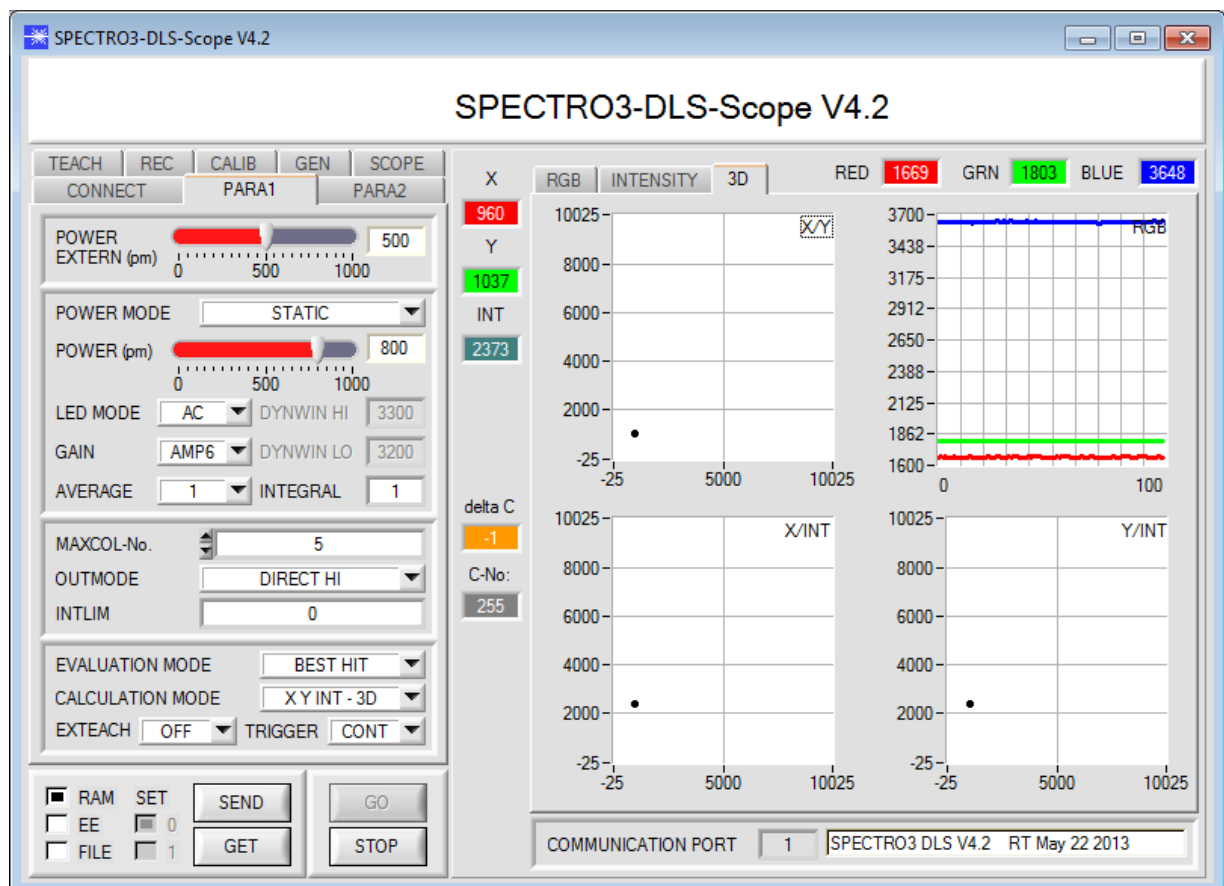 SPECTRO3-DLS-Scope V4.2
SPECTRO3-DLS-Scope V4.2
TEACH REC CALIB GEN SCOPE
CONNECT PARA1 PARA2
POWER EXTERN (pm) 500
0 500 1000
POWER MODE STATIC
POWER (pm) 800
0 500 1000
LED MODE AC DYNWIN HI 3300
GAIN AMP6 DYNWIN LO 3200
AVERAGE 1 INTEGRAL 1
MAXCOL-No. 5
OUTMODE DIRECT HI
INTLIM 0
EVALUATION MODE BEST HIT
CALCULATION MODE X Y INT - 3D
EXTEACH OFF TRIGGER CONT
RAM SET SEND GO
EE 0
FILE 1 GET STOP
X
960
Y
1037
INT
2373
delta C
-1
C-No:
255
RGB INTENSITY 3D
RED 1669 GRN 1803 BLUE 3648
X/Y
10025
8000
6000
4000
2000
-25
-25 5000 10025
RGB
3700
3438
3175
2912
2650
2388
2125
1862
1600
0 100
X/INT
10025
8000
6000
4000
2000
-25
-25 5000 10025
Y/INT
10025
8000
6000
4000
2000
-25
-25 5000 10025
COMMUNICATION PORT 1 SPECTRO3 DLS V4.2 RT May 22 2013